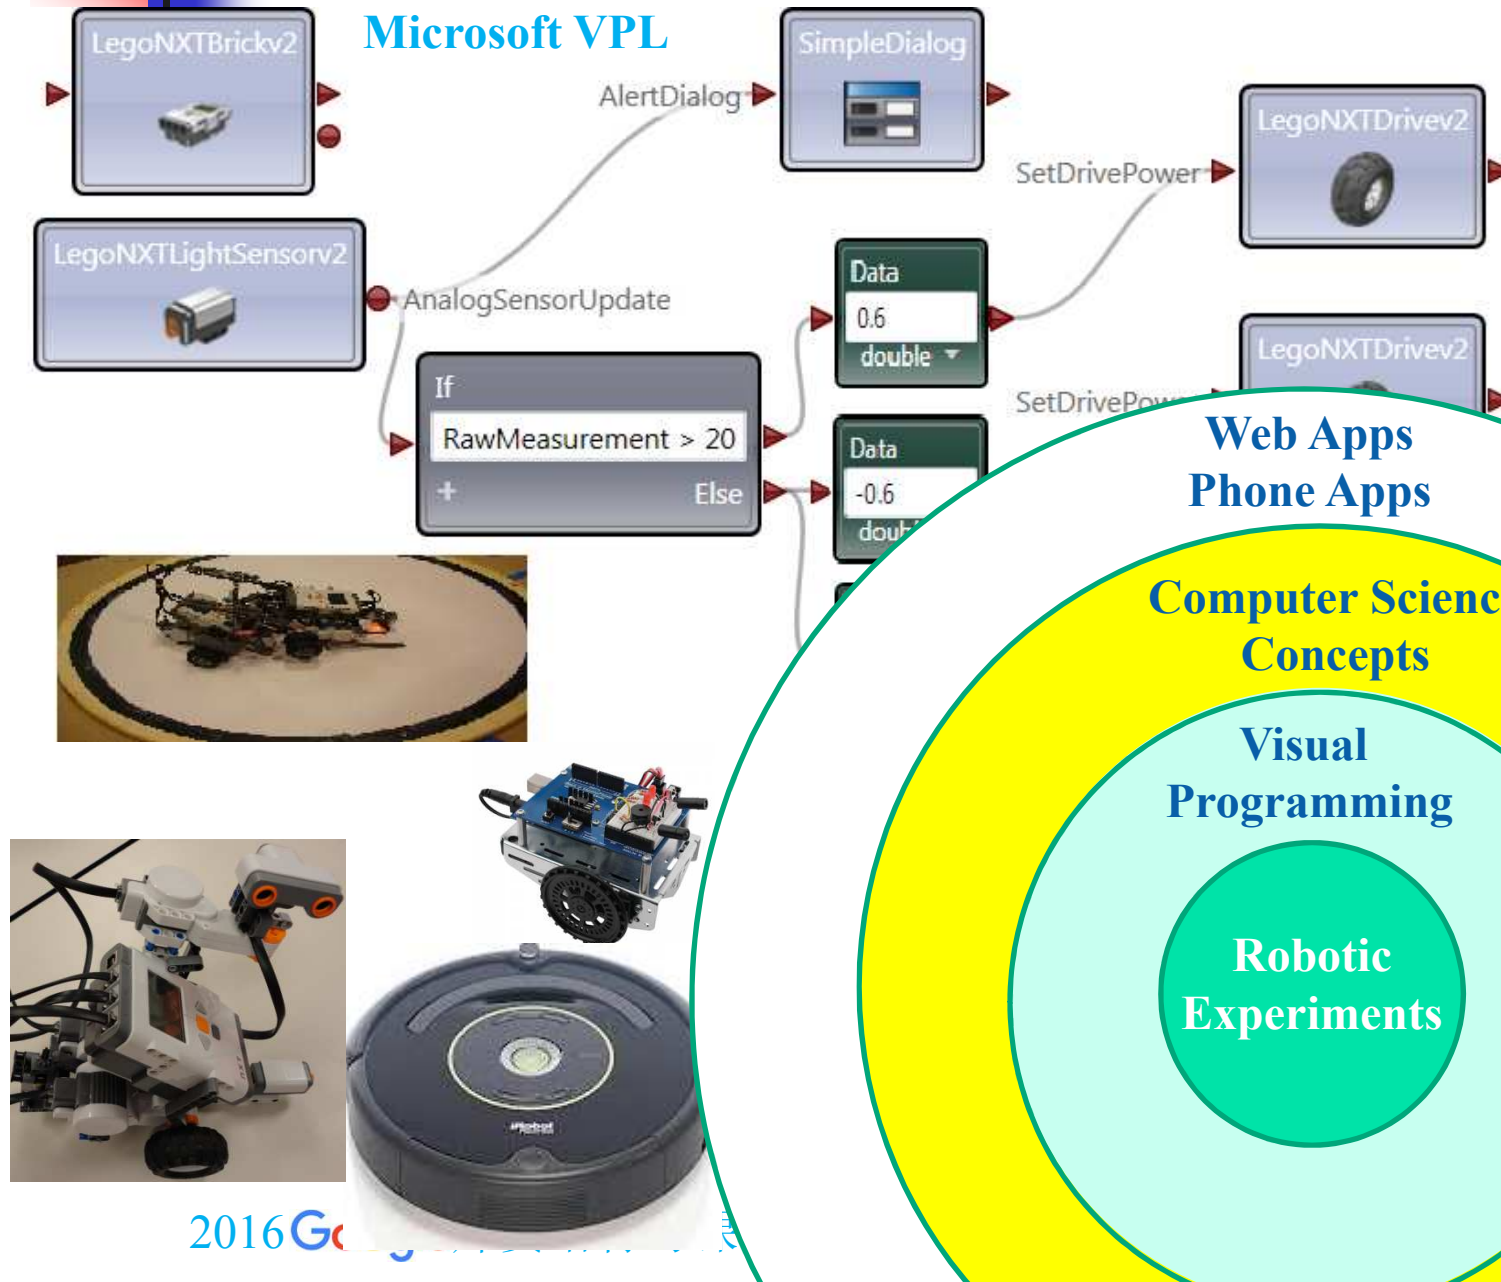 Microsoft VPL
LegoNXTBrickv2
SimpleDialog
AlertDialog
LegoNXTDrivev2
SetDrivePower
LegoNXTLightSensorv2
AnalogSensorUpdate
Data
0.6
double
LegoNXTDrivev2
If
RawMeasurement > 20
Else
Data
-0.6
Web Apps
Phone Apps
Computer Scienc
Concepts
Visual
Programming
Robotic
Experiments
iRobot
2016